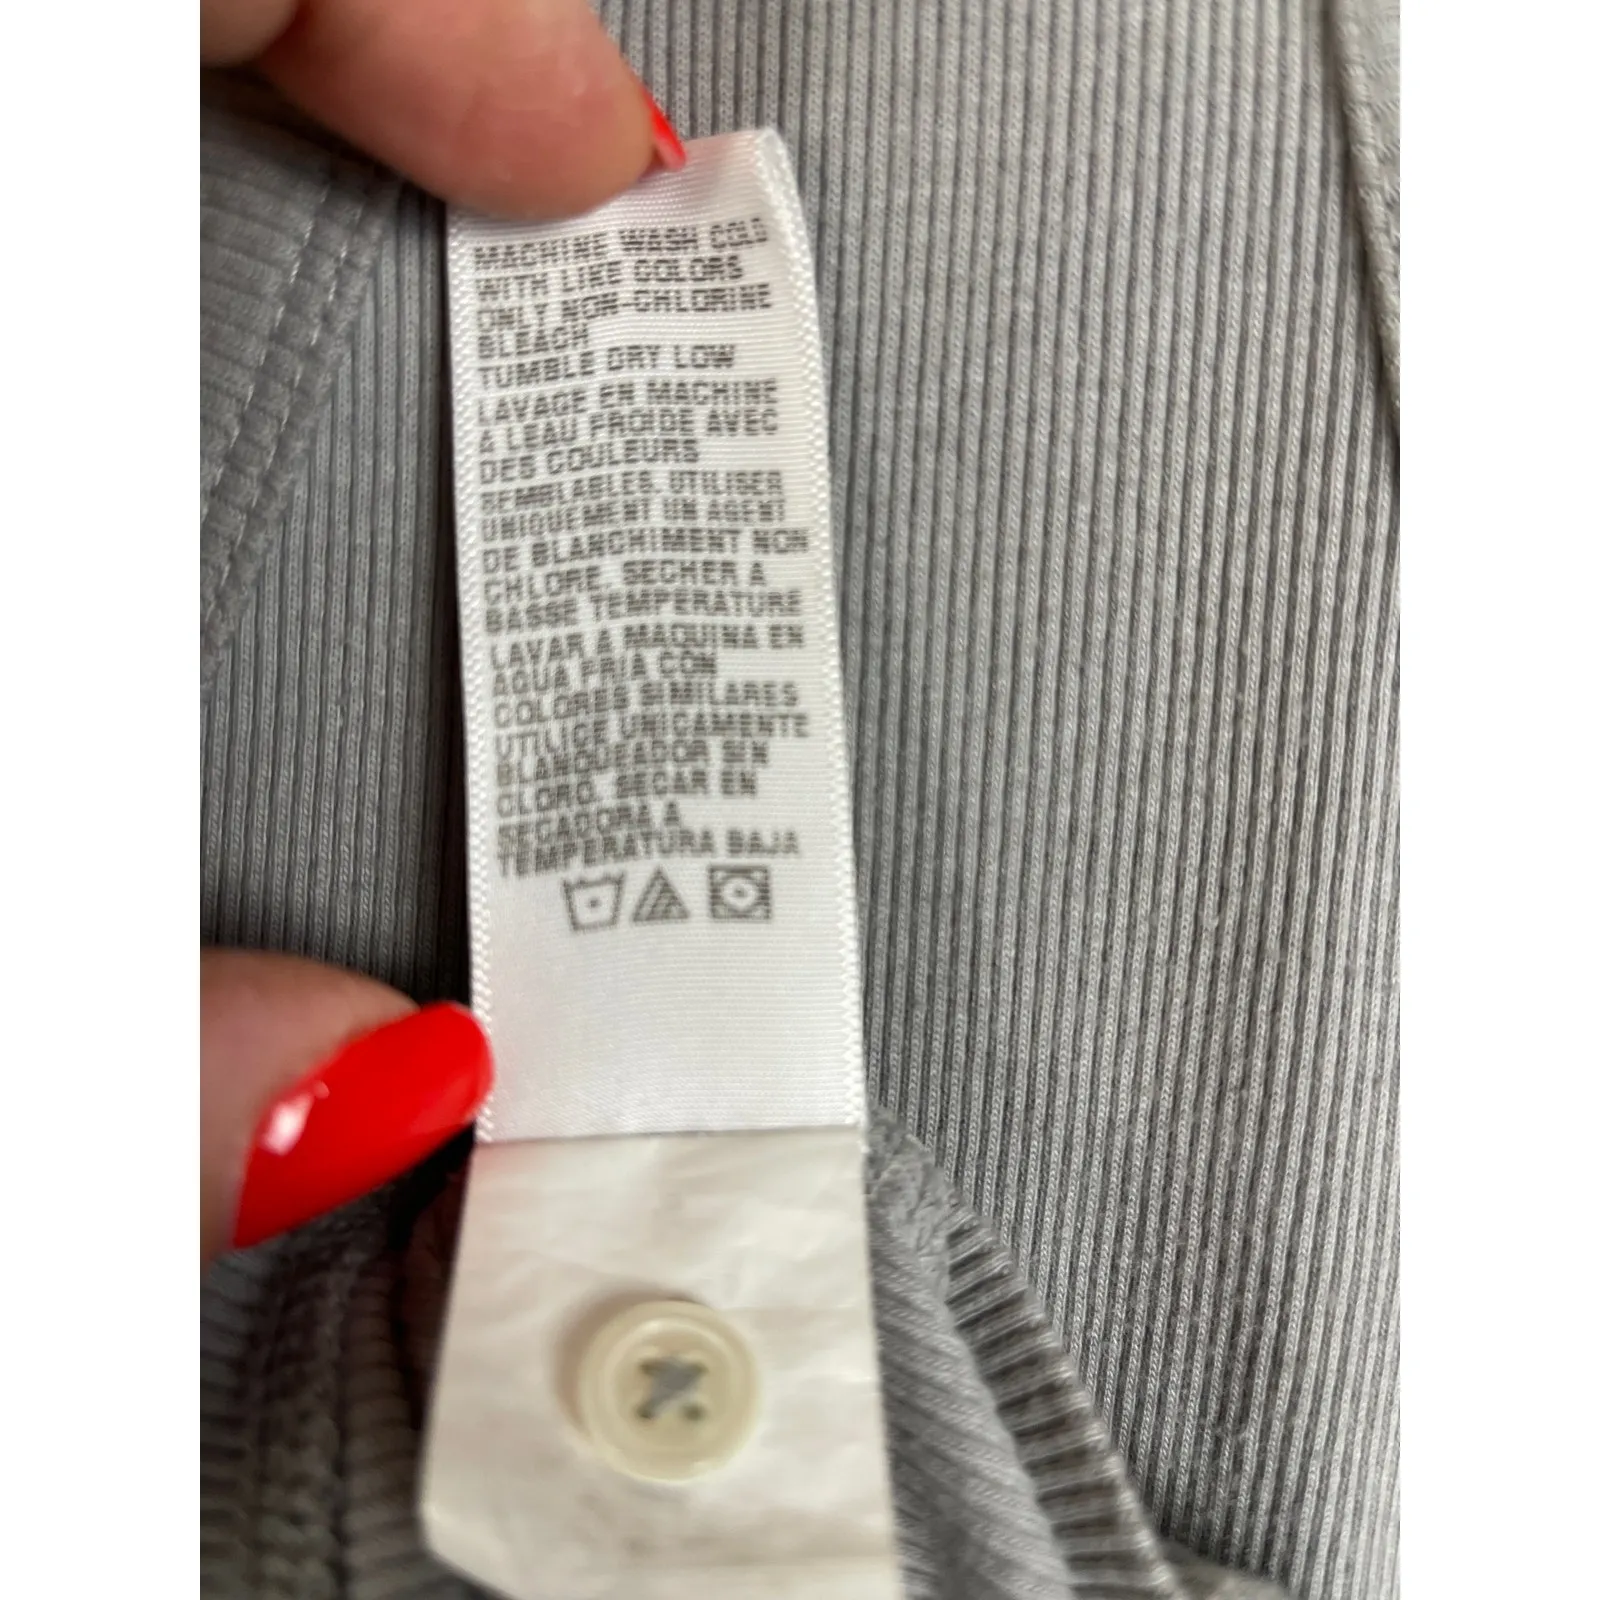 MACHINE WASH COLD
WITH LIKE COLORS
ONLY NON-CHLORINE
BLEACH
TUMBLE DRY LOW
LAVAGE EN MACHINE
A LEAU FROIDE AVEC
DES COULEURS
SEMBLABLES. UTILISER
UNIQUEMENT UN AGENT
DE BLANCHIMENT NON
CHLORE. SECHER A
BASSE TEMPERATURE
LAVAR A MAQUINA EN
AQUA FRIA CON
COLORES SIMILARES
UTILICE UNICAMENTE
BLANQUEADOR SIN
CLORO. SECAR EN
SECADORA A
TEMPERATURA BAJA